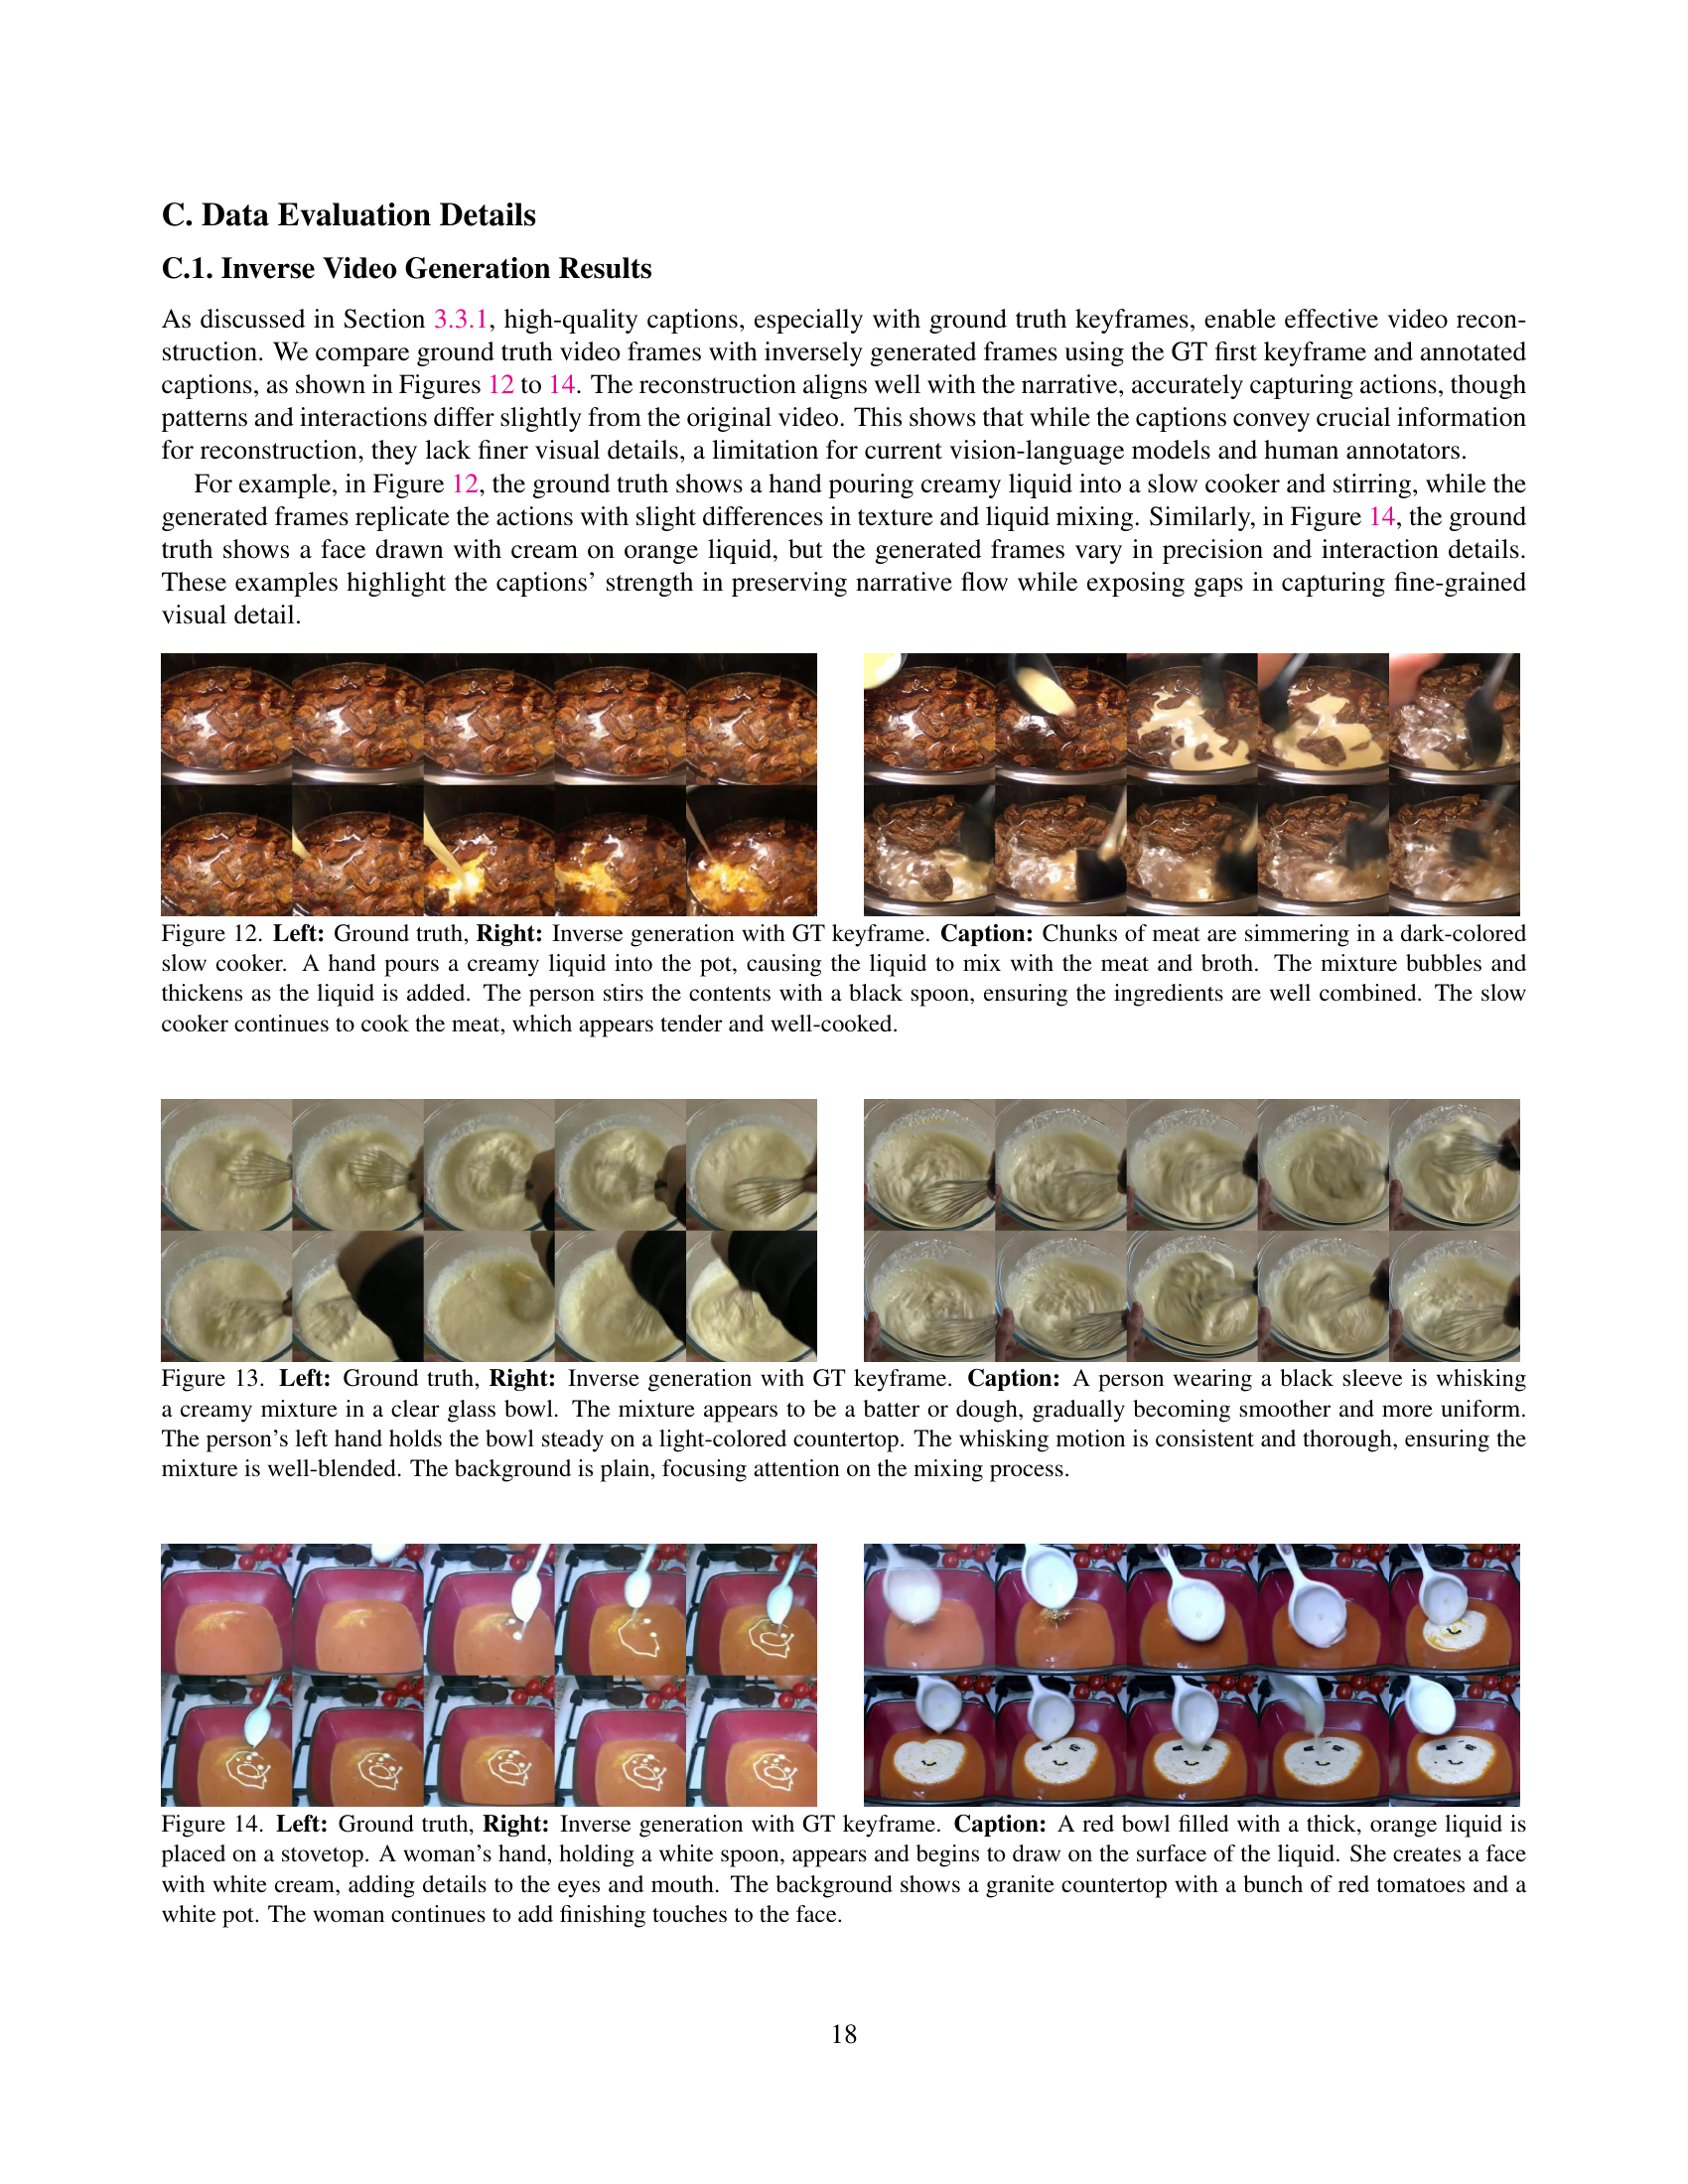 C. Data Evaluation Details
C.1. Inverse Video Generation Results
As discussed in Section 3.3.1, high-quality captions, especially with ground truth keyframes, enable effective video recon-
struction. We compare ground truth video frames with inversely generated frames using the GT first keyframe and annotated
captions, as shown in Figures 12 to 14. The reconstruction aligns well with the narrative, accurately capturing actions, though
patterns and interactions differ slightly from the original video. This shows that while the captions convey crucial information
for reconstruction, they lack finer visual details, a limitation for current vision-language models and human annotators.
For example, in Figure 12, the ground truth shows a hand pouring creamy liquid into a slow cooker and stirring, while the
generated frames replicate the actions with slight differences in texture and liquid mixing. Similarly, in Figure 14, the ground
truth shows a face drawn with cream on orange liquid, but the generated frames vary in precision and interaction details.
These examples highlight the captions' strength in preserving narrative flow while exposing gaps in capturing fine-grained
visual detail.
Figure 12. Left: Ground truth, Right: Inverse generation with GT keyframe. Caption: Chunks of meat are simmering in a dark-colored
slow cooker. A hand pours a creamy liquid into the pot, causing the liquid to mix with the meat and broth. The mixture bubbles and
thickens as the liquid is added. The person stirs the contents with a black spoon, ensuring the ingredients are well combined. The slow
cooker continues to cook the meat, which appears tender and well-cooked.
Figure 13. Left: Ground truth, Right: Inverse generation with GT keyframe. Caption: A person wearing a black sleeve is whisking
a creamy mixture in a clear glass bowl. The mixture appears to be a batter or dough, gradually becoming smoother and more uniform.
The person's left hand holds the bowl steady on a light-colored countertop. The whisking motion is consistent and thorough, ensuring the
mixture is well-blended. The background is plain, focusing attention on the mixing process.
Figure 14. Left: Ground truth, Right: Inverse generation with GT keyframe. Caption: A red bowl filled with a thick, orange liquid is
placed on a stovetop. A woman's hand, holding a white spoon, appears and begins to draw on the surface of the liquid. She creates a face
with white cream, adding details to the eyes and mouth. The background shows a granite countertop with a bunch of red tomatoes and a
white pot. The woman continues to add finishing touches to the face.
18